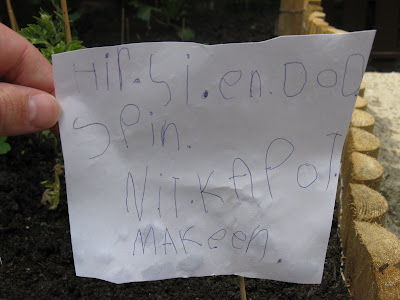 Hir.Si.en.DOD.
SPin.
NiT.KAPOT.
MAKeen.